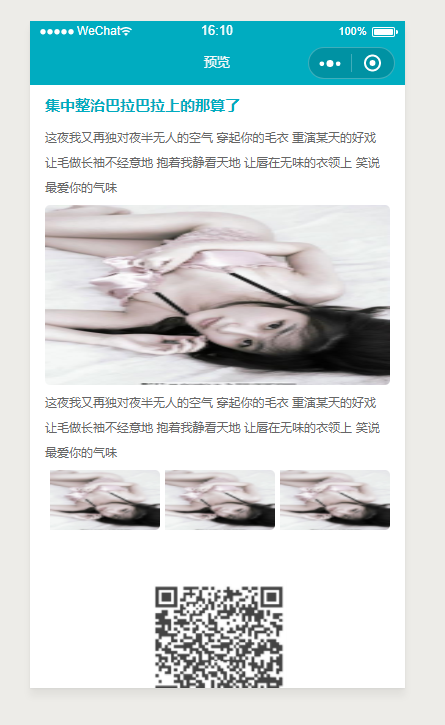 WeChat
16:10
100%
预览
集中整治巴拉巴拉上的那算了
这夜我又再独对夜半无人的空气 穿起你的毛衣 重演某天的好戏
让毛做长袖不经意地 抱着我静看天地 让唇在无味的衣领上 笑说
最爱你的气味
这夜我又再独对夜半无人的空气 穿起你的毛衣 重演某天的好戏
让毛做长袖不经意地 抱着我静看天地 让唇在无味的衣领上 笑说
最爱你的气味